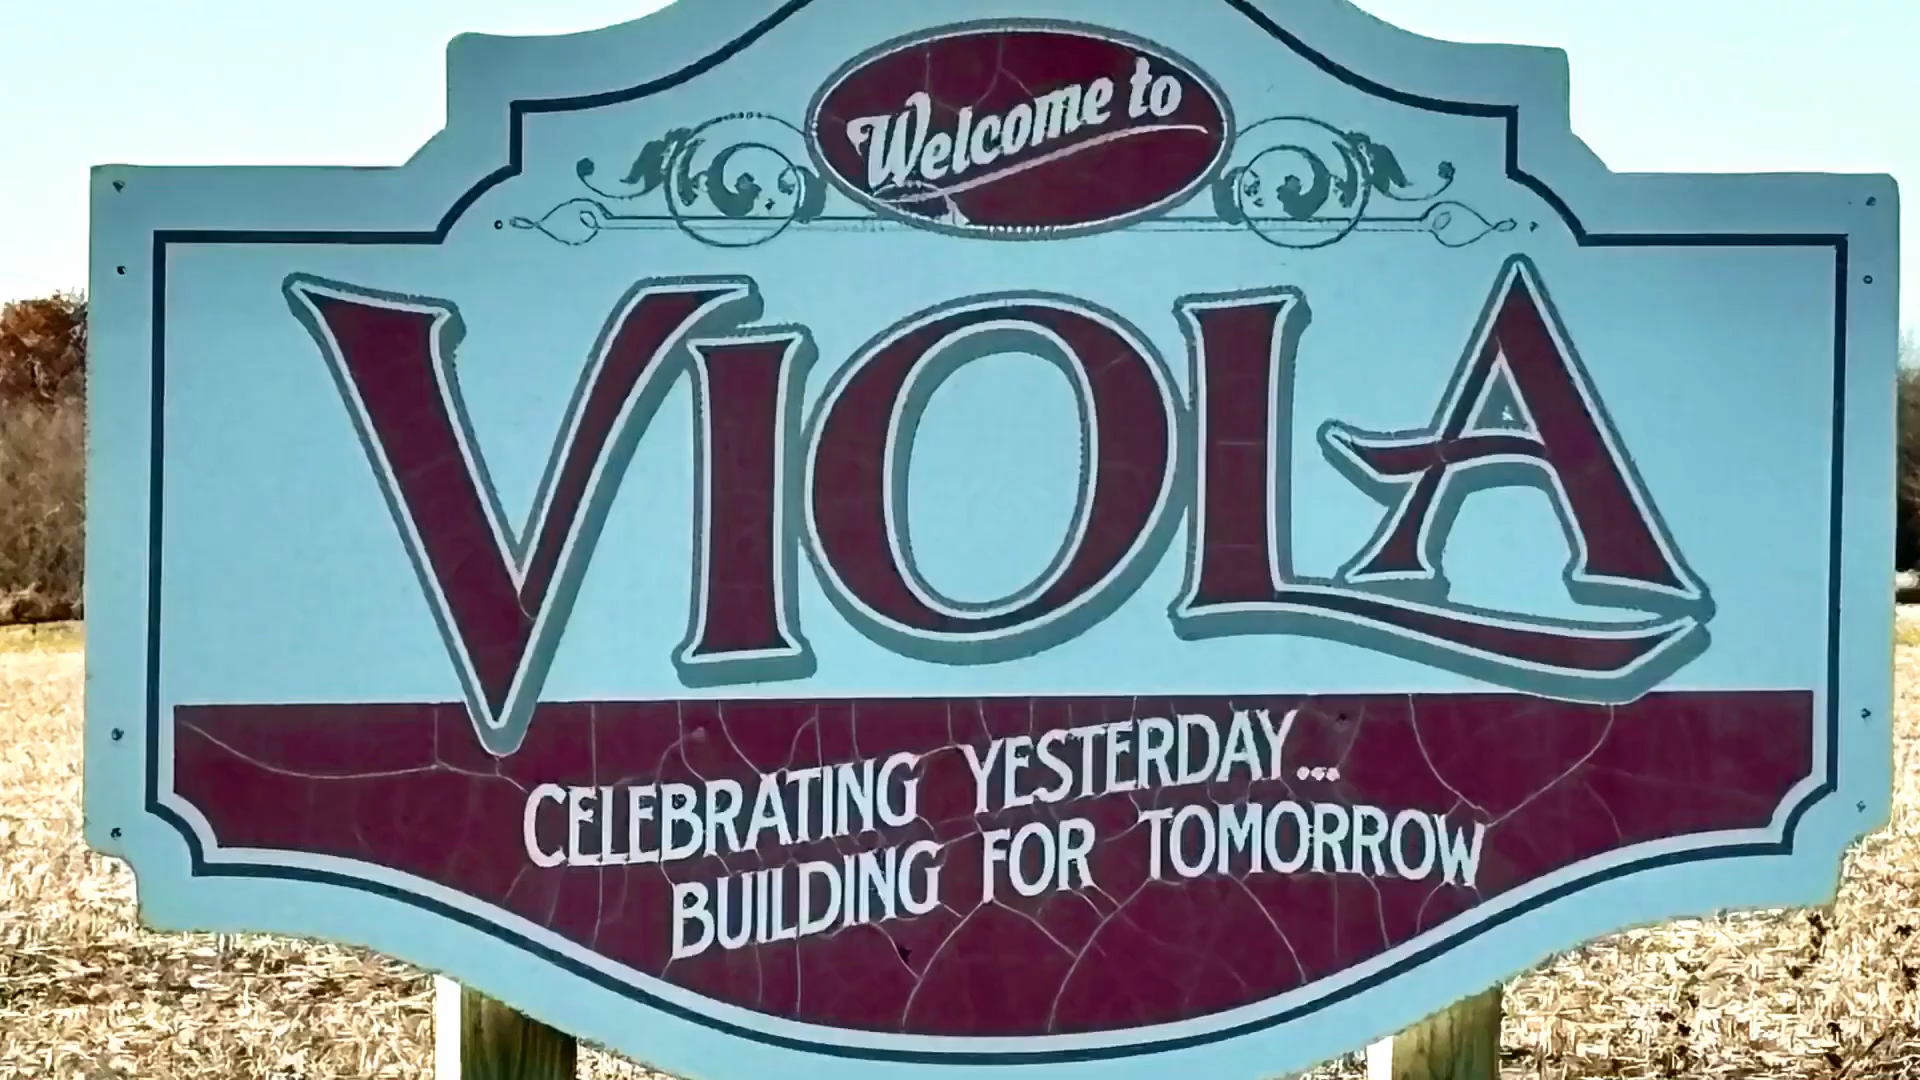 Welcome to
VIOLA
CELEBRATING YESTERDAY...
BUILDING FOR TOMORROW